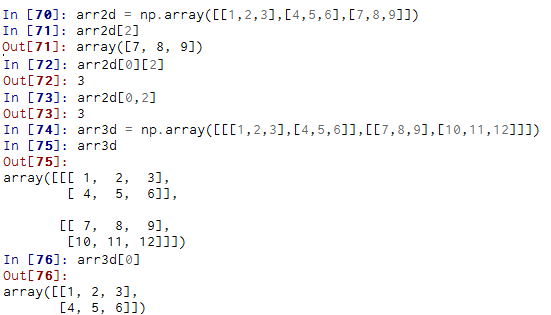 In [70]: arr2d = np.array([[1,2,3],[4,5,6],[7,8,9]])
In [71]: arr2d[2]
Out[71]: array([7, 8, 9])
In [72]: arr2d[0][2]
Out[72]: 3
In [73]: arr2d[0,2]
Out[73]: 3
In [74]: arr3d = np.array([[[1,2,3],[4,5,6]],[[7,8,9],[10,11,12]]])
In [75]: arr3d
Out[75]:
array([[[ 1,  2,  3],
        [ 4,  5,  6]],

       [[ 7,  8,  9],
        [10, 11, 12]]])
In [76]: arr3d[0]
Out[76]:
array([[1, 2, 3],
       [4, 5, 6]])